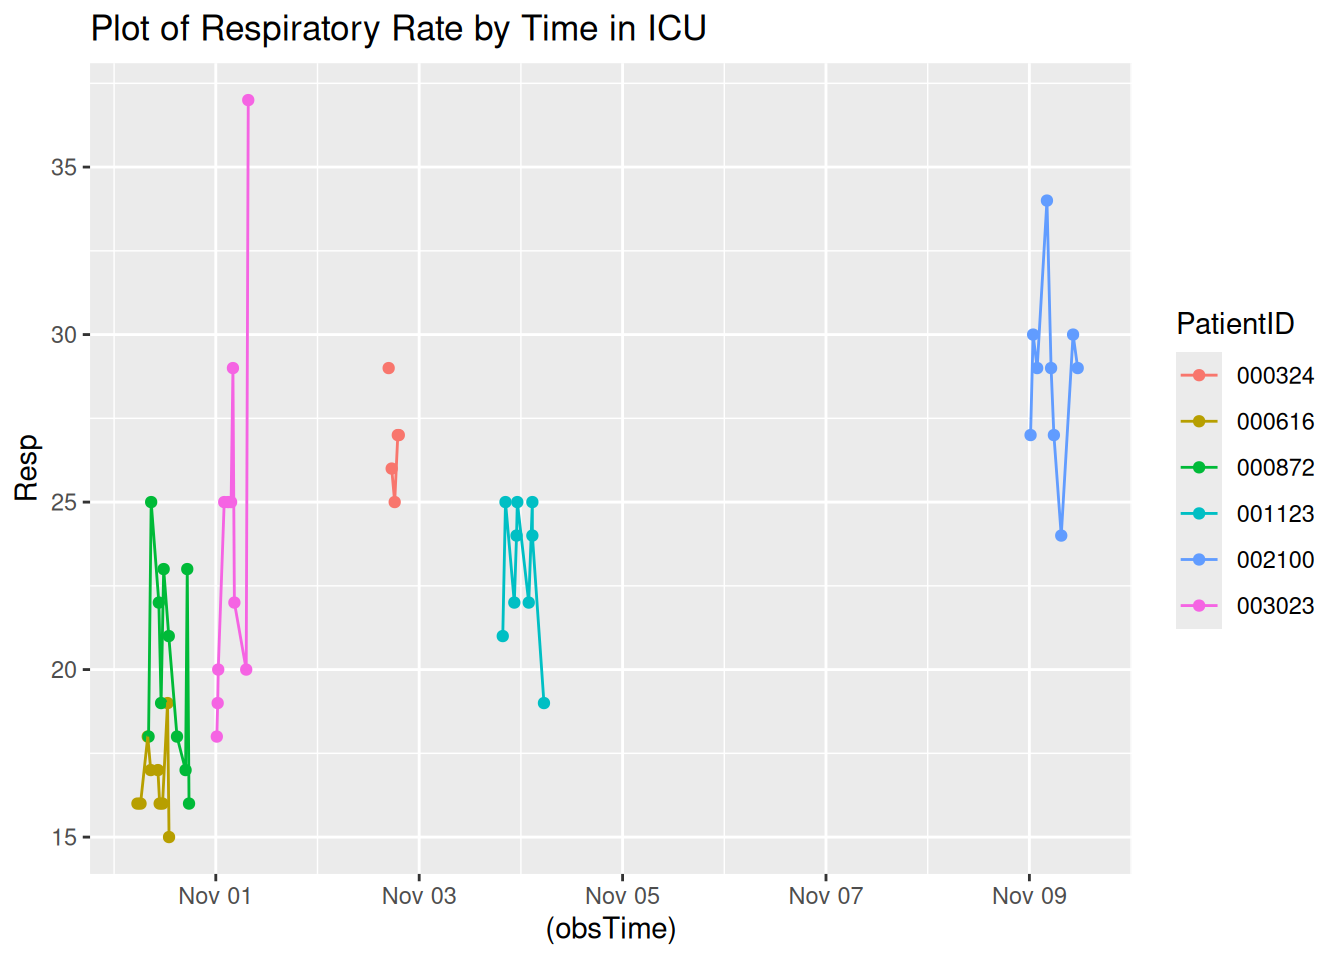 Plot of Respiratory Rate by Time in ICU
Resp
35
30
25
20
15
Nov 01
Nov 03
Nov 05
Nov 07
Nov 09
(obsTime)
PatientID
000324
000616
000872
001123
002100
003023